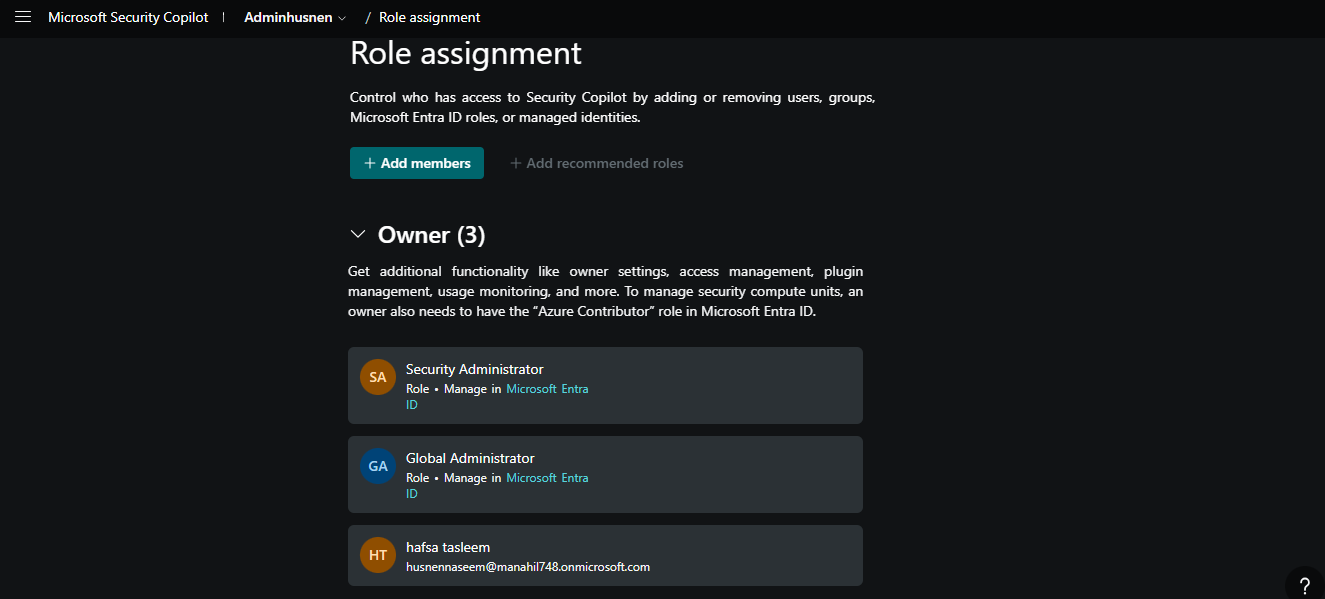 Microsoft Security Copilot | Adminhusnen / Role assignment
Role assignment
Control who has access to Security Copilot by adding or removing users, groups,
Microsoft Entra ID roles, or managed identities.
+ Add members + Add recommended roles
Owner (3)
Get additional functionality like owner settings, access management, plugin
management, usage monitoring, and more. To manage security compute units, an
owner also needs to have the “Azure Contributor” role in Microsoft Entra ID.
SA
Security Administrator
Role • Manage in Microsoft Entra
ID
GA
Global Administrator
Role • Manage in Microsoft Entra
ID
HT
hafsa tasleem
husnennaseem@manahil748.onmicrosoft.com
?